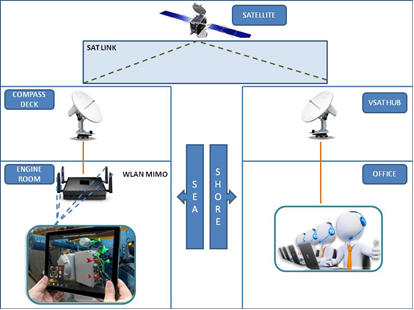 SATELLITE
SAT LINK
COMPASS
DECK
VSAT HUB
ENGINE
ROOM
WLAN MIMO
OFFICE
SEA
SHORE